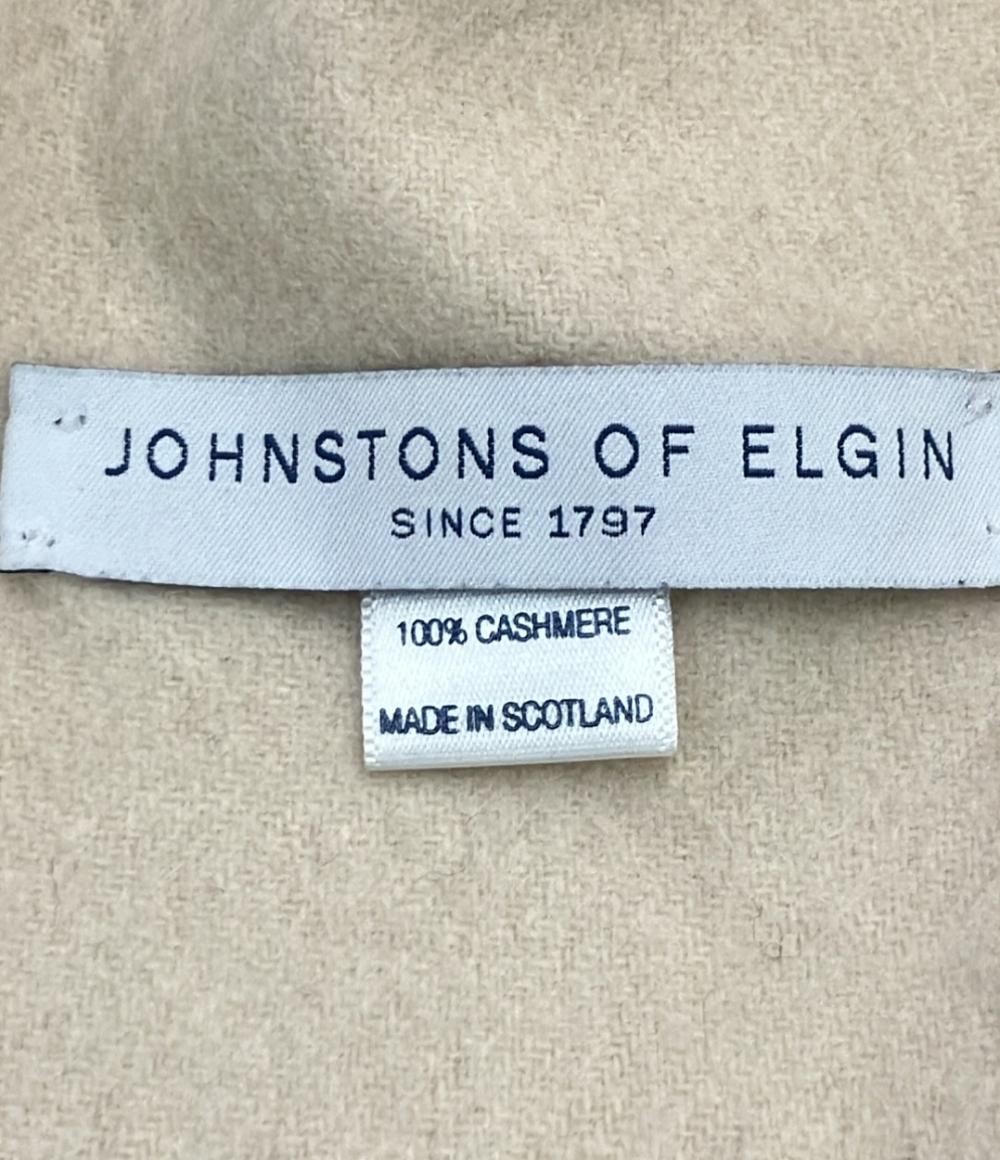 JOHNSTONS OF ELGIN
SINCE 1797
100% CASHMERE
MADE IN SCOTLAND